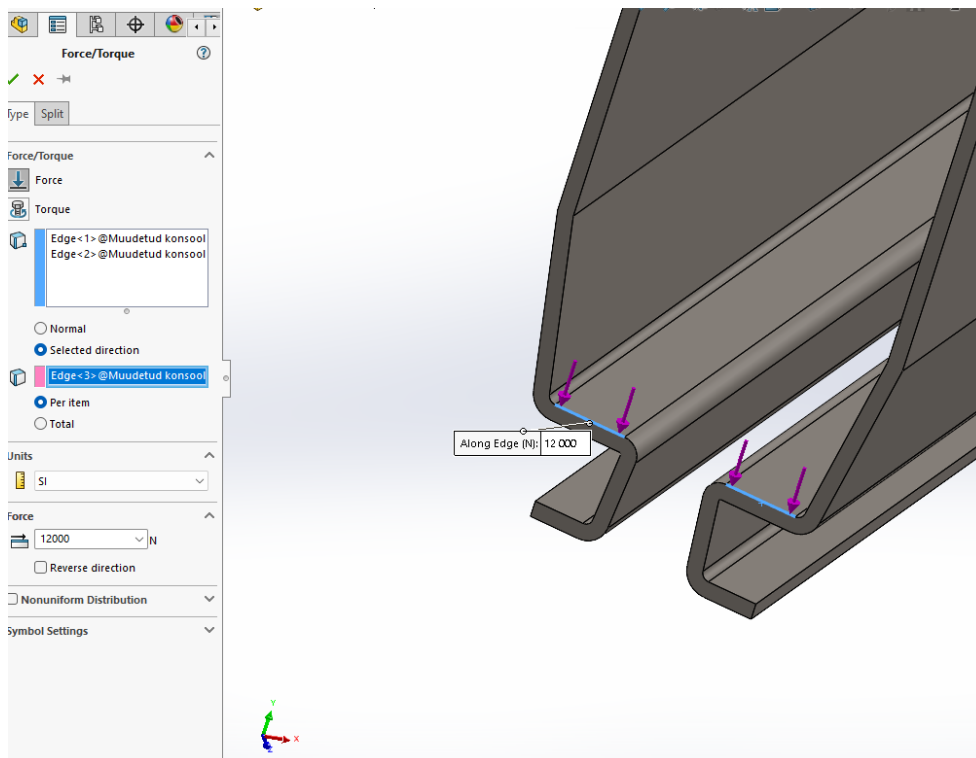 Force/Torque
Type Split
Force/Torque
Force
Torque
Edge<1>@Muudetud konsool
Edge<2>@Muudetud konsool
Normal
Selected direction
Edge<3>@Muudetud konsool
Per item
Total
Units
SI
Force
12000 N
Reverse direction
Nonuniform Distribution
Symbol Settings
Along Edge (N): 12 000
Y
X
Z